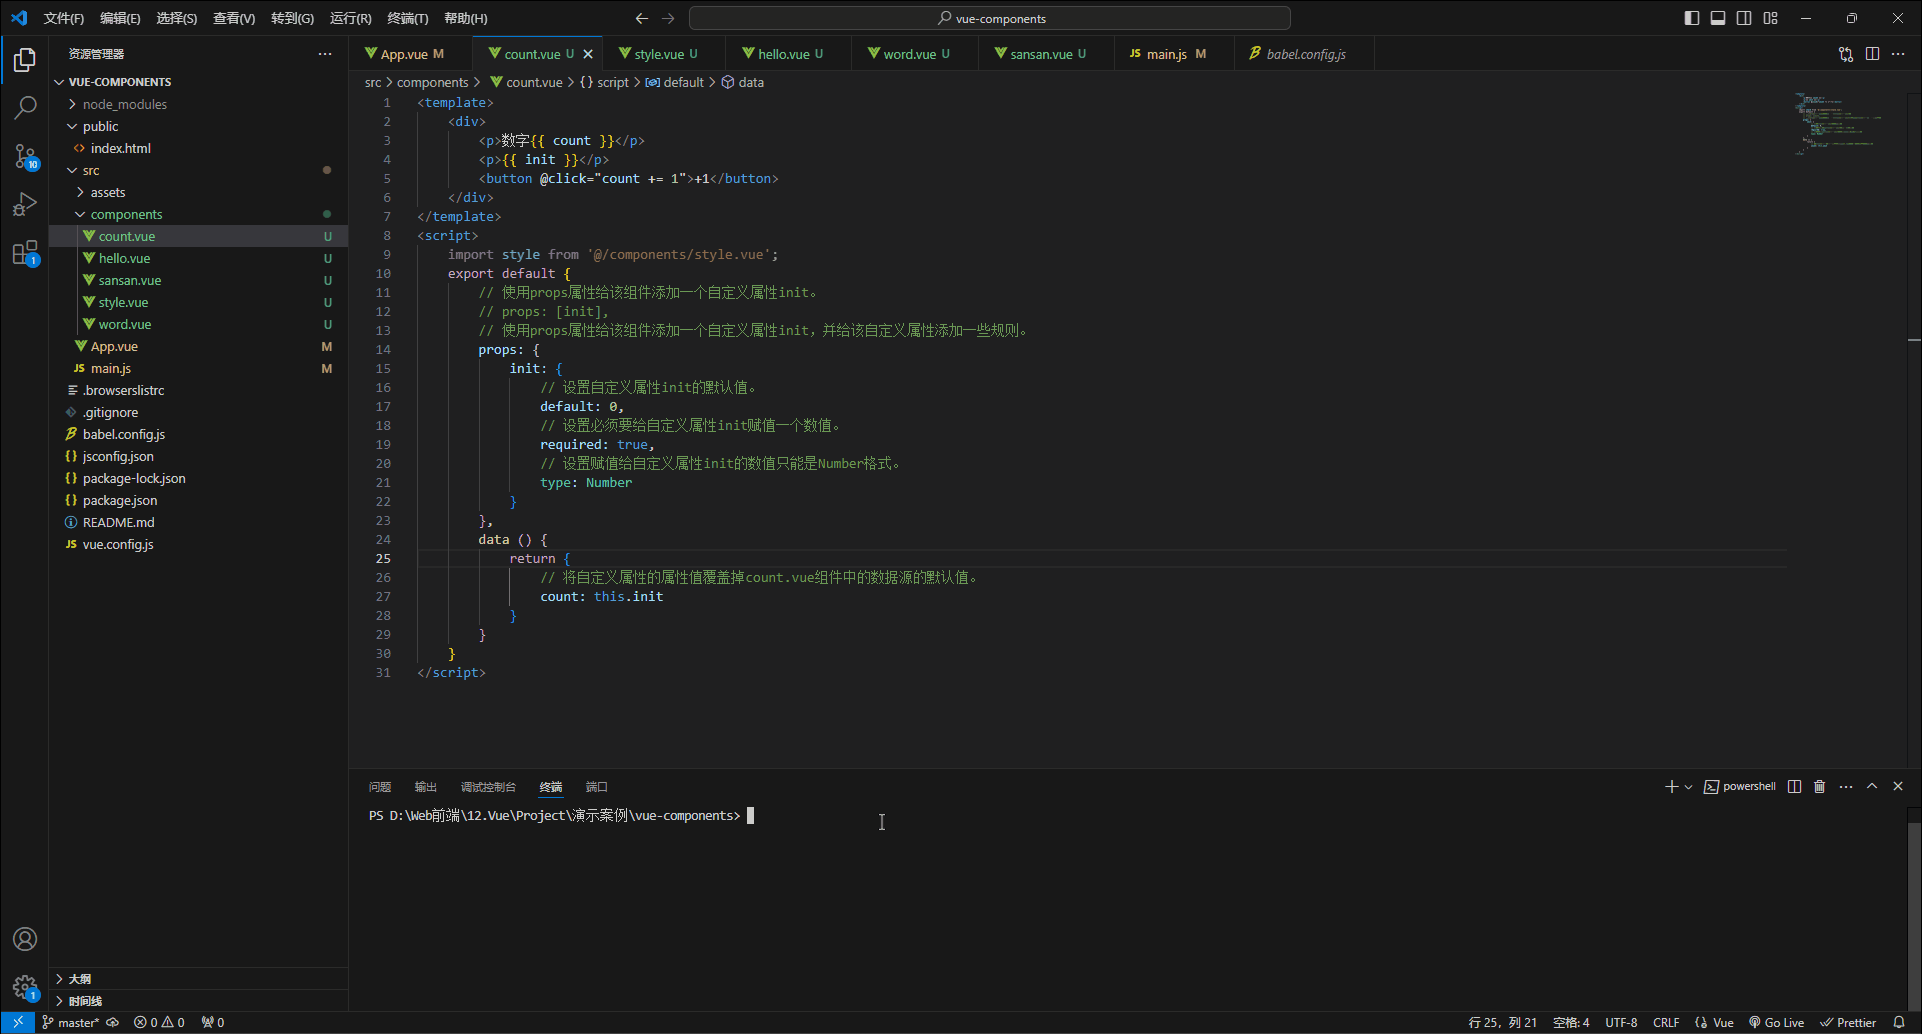 文件(F) 编辑(E) 选择(S) 查看(V) 转到(G) 运行(R) 终端(T) 帮助(H) vue-components
资源管理器
VUE-COMPONENTS
node_modules
public
index.html
src
assets
components
count.vue U
hello.vue U
sansan.vue U
style.vue U
word.vue U
App.vue M
main.js M
.browserslistrc
.gitignore
babel.config.js
jsconfig.json
package-lock.json
package.json
README.md
vue.config.js
大纲
时间线
10
1
1
App.vue M count.vue U style.vue U hello.vue U word.vue U sansan.vue U main.js M babel.config.js
src > components > count.vue > {} script > default > data
1 <template>
2 <div>
3 <p>数字{{ count }}</p>
4 <p>{{ init }}</p>
5 <button @click="count += 1">+1</button>
6 </div>
7 </template>
8 <script>
9 import style from '@/components/style.vue';
10 export default {
11 // 使用props属性给该组件添加一个自定义属性init。
12 // props: [init],
13 // 使用props属性给该组件添加一个自定义属性init，并给该自定义属性添加一些规则。
14 props: {
15 init: {
16 // 设置自定义属性init的默认值。
17 default: 0,
18 // 设置必须要给自定义属性init赋值一个数值。
19 required: true,
20 // 设置赋值给自定义属性init的数值只能是Number格式。
21 type: Number
22 }
23 },
24 data () {
25 return {
26 // 将自定义属性的属性值覆盖掉count.vue组件中的数据源的默认值。
27 count: this.init
28 }
29 }
30 }
31 </script>
问题 输出 调试控制台 终端 端口 powershell
PS D:\Web前端\12.Vue\Project\演示案例\vue-components>
master* 0 0 0 行 25，列 21 空格: 4 UTF-8 CRLF Vue Go Live Prettier